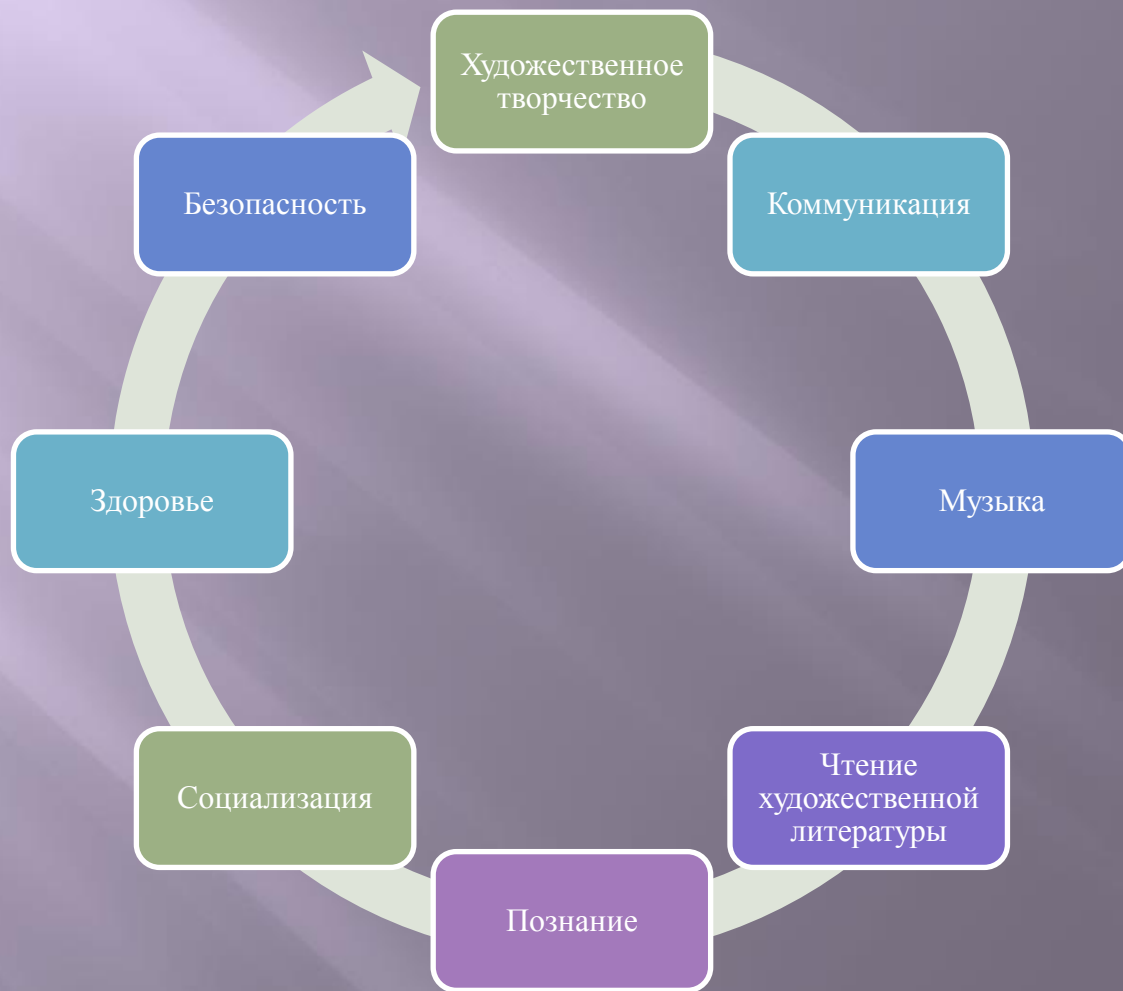 Художественное
творчество
Коммуникация
Музыка
Чтение
художественной
литературы
Познание
Социализация
Здоровье
Безопасность